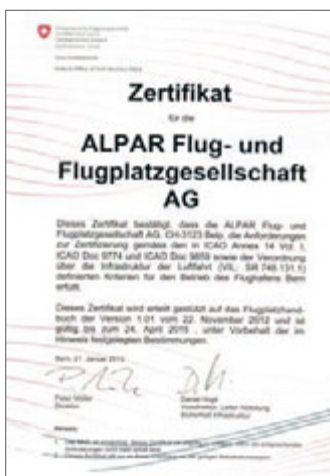 Zertifikat
für die
ALPAR Flug- und
Flugplatzgesellschaft
AG
Dieses Zertifikat bestätigt, dass die ALPAR Flug- und
Flugplatzgesellschaft AG, CH-3123 Belp, die Anforderungen
zur Zertifizierung gemäss den in ICAO Annex 14 Vol. I,
ICAO Doc 9774 und ICAO Doc 9859 sowie der Verordnung
über die Infrastruktur der Luftfahrt (VIL, SR 748.131.1)
definierten Kriterien für den Betrieb des Flughafens Bern
erfüllt.
Dieses Zertifikat wird erteilt gestützt auf das Flugplatzhand-
buch der Version 1.01 vom 22. November 2012 und ist
gültig bis zum 24. April 2015, unter Vorbehalt der im
Hinweis festgelegten Bestimmungen.
Bern, 21. Januar
Peter Müller
Direktor
Daniel
Leiter Abteilung
Sicherheit Infrastruktur
Hinweis